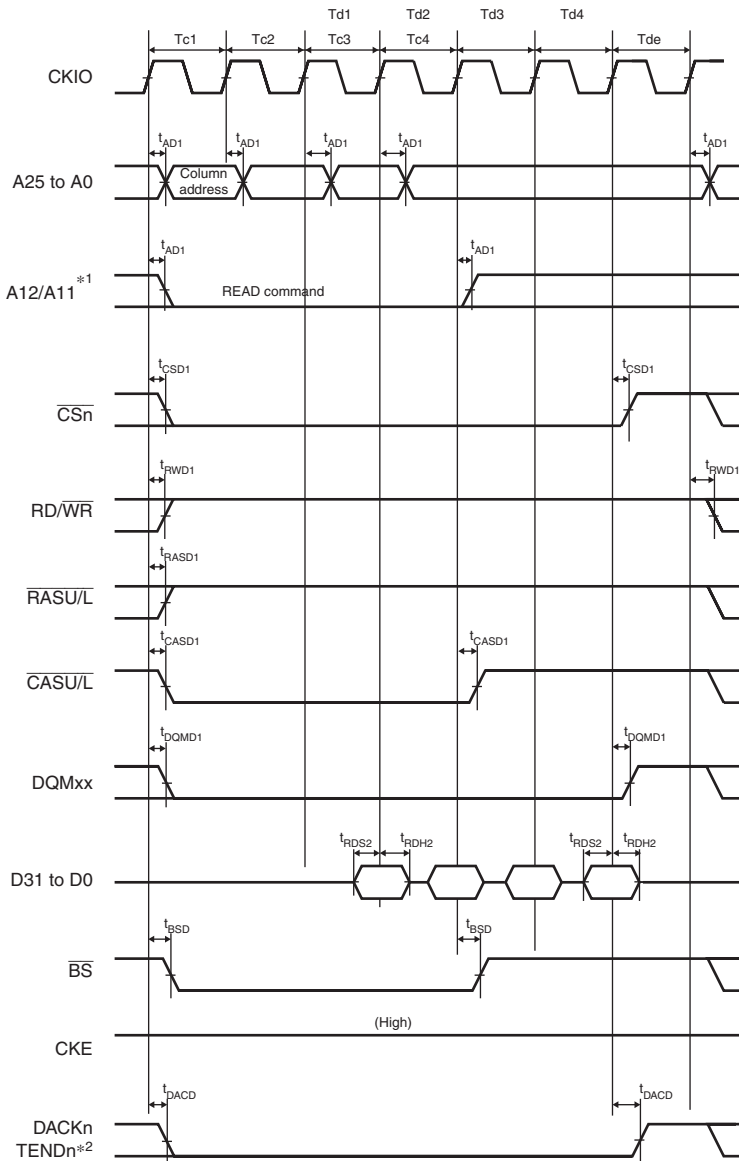 Td1 Td2 Td3 Td4
Tc1 Tc2 Tc3 Tc4 Tde
CKIO
tAD1 tAD1 tAD1 tAD1 tAD1
A25 to A0
Column
address
tAD1 tAD1
A12/A11 *1
READ command
tCSD1 tCSD1
CSn
tRWD1 tRWD1
RD/WR
tRASD1
RASU/L
tCASD1 tCASD1
CASU/L
tDQMD1 tDQMD1
DQMxx
tRDS2 tRDH2 tRDS2 tRDH2
D31 to D0
tBSD tBSD
BS
(High)
CKE
tDACD tDACD
DACKn
TENDn*2